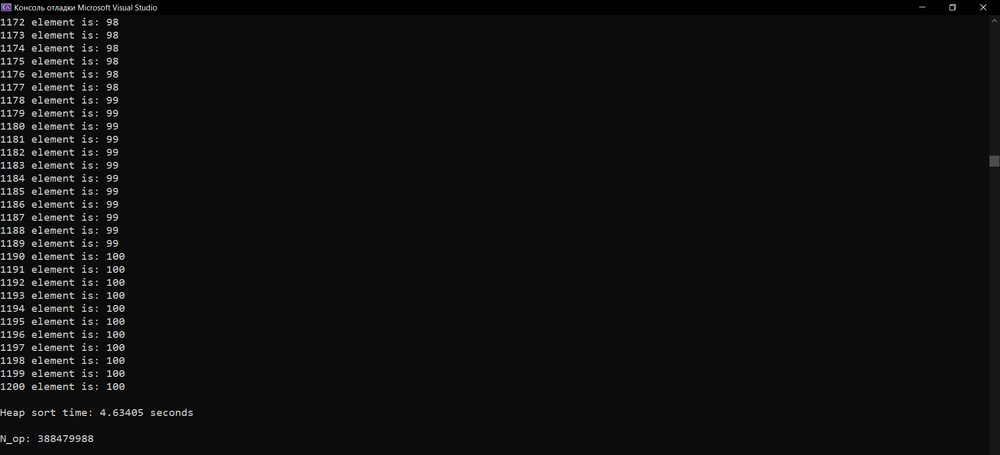 Консоль отладки Microsoft Visual Studio
1172 element is: 98
1173 element is: 98
1174 element is: 98
1175 element is: 98
1176 element is: 98
1177 element is: 98
1178 element is: 99
1179 element is: 99
1180 element is: 99
1181 element is: 99
1182 element is: 99
1183 element is: 99
1184 element is: 99
1185 element is: 99
1186 element is: 99
1187 element is: 99
1188 element is: 99
1189 element is: 99
1190 element is: 100
1191 element is: 100
1192 element is: 100
1193 element is: 100
1194 element is: 100
1195 element is: 100
1196 element is: 100
1197 element is: 100
1198 element is: 100
1199 element is: 100
1200 element is: 100
Heap sort time: 4.63405 seconds
N_op: 388479988